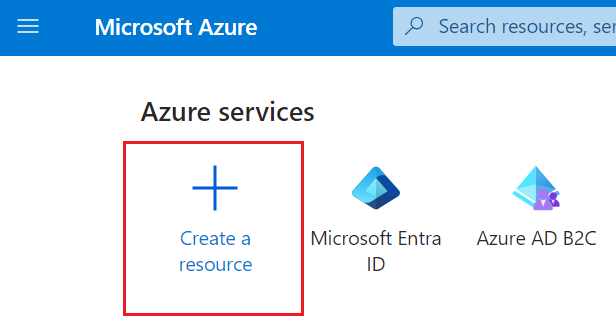 Microsoft Azure
Search resources, ser
Azure services
Create a
resource
Microsoft Entra
ID
Azure AD B2C